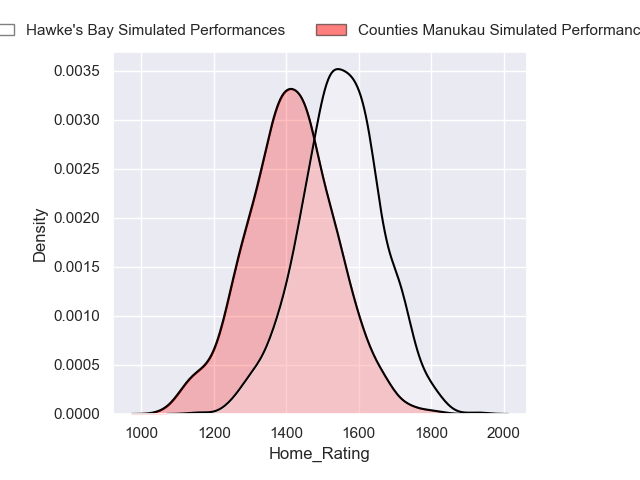 Hawke's Bay Simulated Performances Counties Manukau Simulated Performanc
0.0035
0.0030
0.0025
0.0020
0.0015
0.0010
0.0005
0.0000
Density
1000 1200 1400 1600 1800 2000
Home_Rating